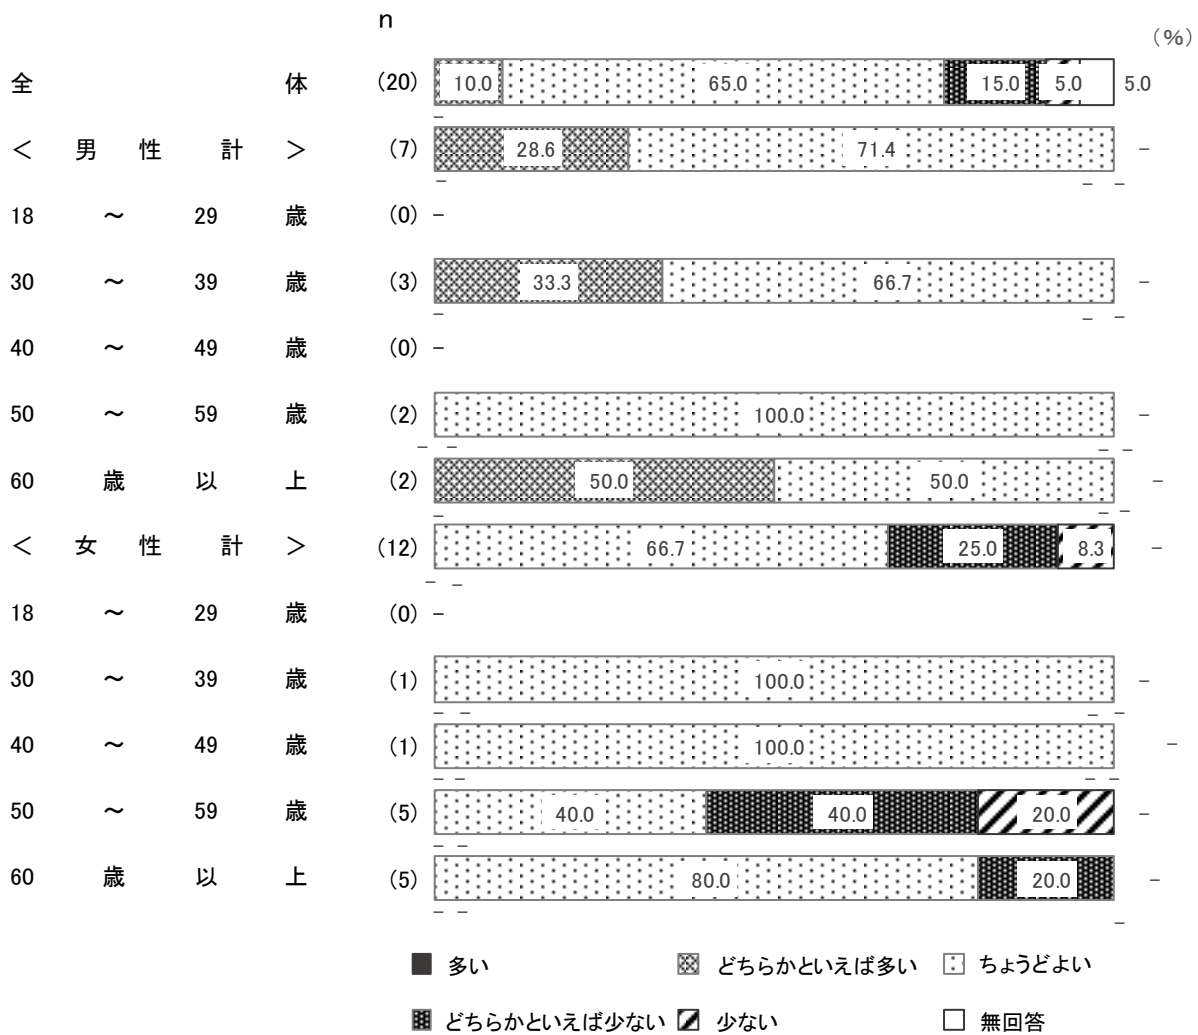 n
(%)
全 体 (20) 10.0 65.0 15.0 5.0 5.0
－
＜ 男 性 計 ＞ (7) 28.6 71.4 －
－ － －
18 ～ 29 歳 (0) －
30 ～ 39 歳 (3) 33.3 66.7 －
－ － －
40 ～ 49 歳 (0) －
50 ～ 59 歳 (2) 100.0 －
－ － － －
60 歳 以 上 (2) 50.0 50.0 －
－ － －
＜ 女 性 計 ＞ (12) 66.7 25.0 8.3 －
－ －
18 ～ 29 歳 (0) －
30 ～ 39 歳 (1) 100.0 －
－ － － －
40 ～ 49 歳 (1) 100.0 －
－ － － －
50 ～ 59 歳 (5) 40.0 40.0 20.0 －
－ －
60 歳 以 上 (5) 80.0 20.0 －
－ － －
多い どちらかといえば多い ちょうどよい
どちらかといえば少ない 少ない 無回答